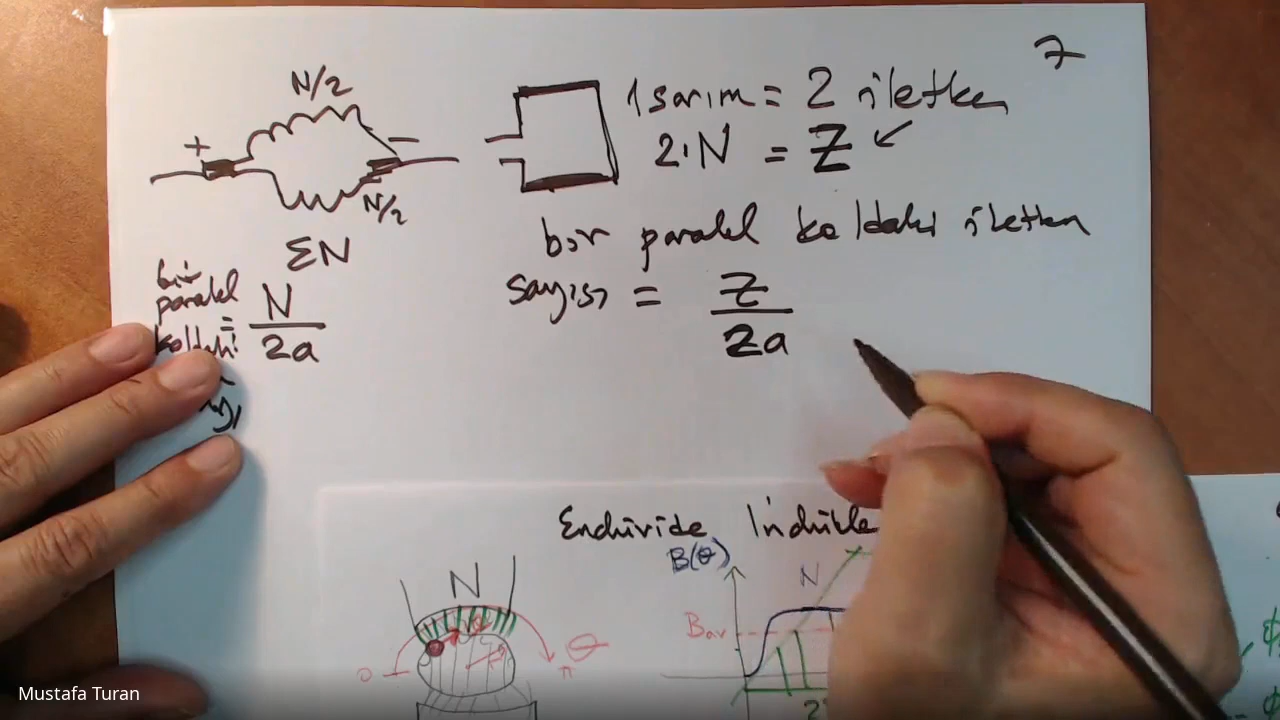 7
N/2
1 sarım = 2 iletken
+ −
2·N = Z
N/2
bir paralel koldaki iletken
sayısı = Z/2a
ΣN
bir
paralel
koldaki = N/2a
Endüvide İndükle
B(θ)
N
N
Bav
θ
0
π
Mustafa Turan